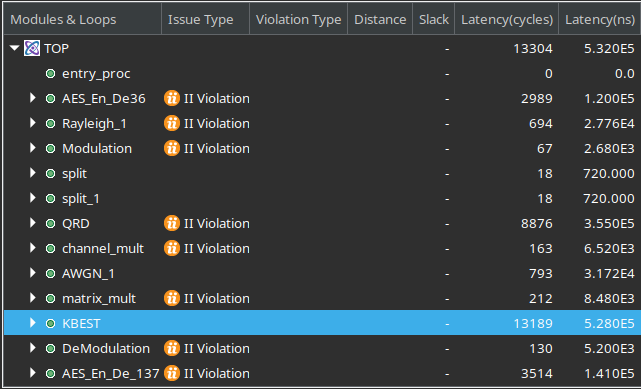 Modules & Loops Issue Type Violation Type Distance Slack Latency(cycles) Latency(ns)
TOP - 13304 5.320E5
entry_proc - 0 0.0
AES_En_De36 II Violation - 2989 1.200E5
Rayleigh_1 II Violation - 694 2.776E4
Modulation II Violation - 67 2.680E3
split - 18 720.000
split_1 - 18 720.000
QRD II Violation - 8876 3.550E5
channel_mult II Violation - 163 6.520E3
AWGN_1 - 793 3.172E4
matrix_mult II Violation - 212 8.480E3
KBEST - 13189 5.280E5
DeModulation II Violation - 130 5.200E3
AES_En_De_137 II Violation - 3514 1.410E5